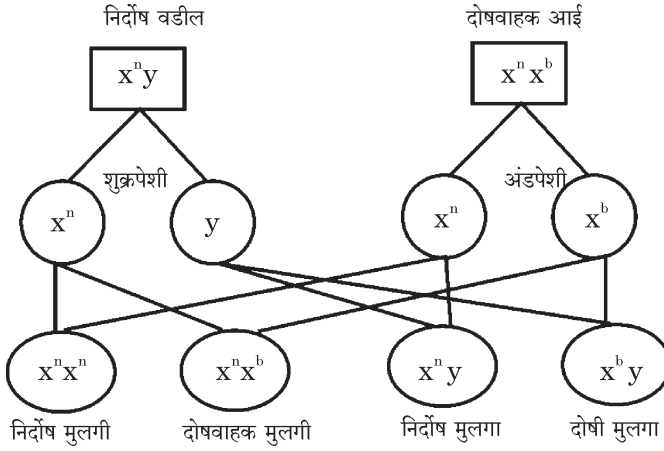 निर्दोष वडील दोषवाहक आई
xⁿy xⁿxᵇ
शुक्रपेशी अंडपेशी
xⁿ y xⁿ xᵇ
xⁿxⁿ xⁿxᵇ xⁿy xᵇy
निर्दोष मुलगी दोषवाहक मुलगी निर्दोष मुलगा दोषी मुलगा